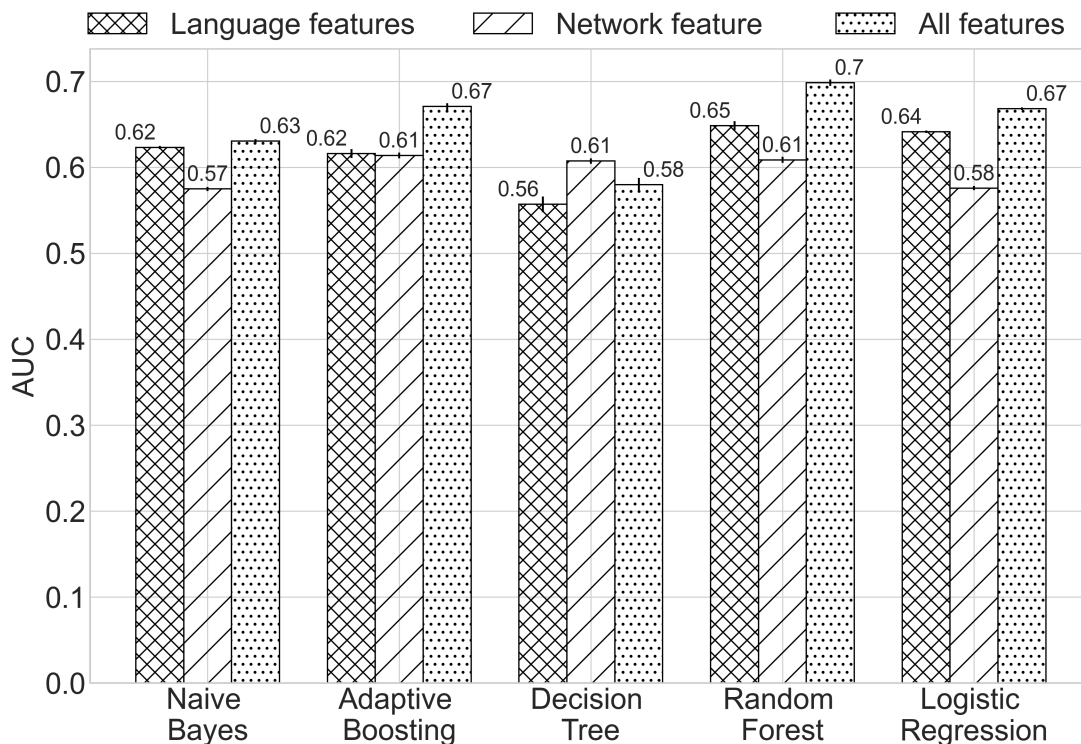 Language features Network feature All features
0.7
0.6
0.5
0.4
0.3
0.2
0.1
0.0
AUC
0.62 0.57 0.63
0.62 0.61 0.67
0.56 0.61 0.58
0.65 0.61 0.7
0.64 0.58 0.67
Naive
Bayes
Adaptive
Boosting
Decision
Tree
Random
Forest
Logistic
Regression